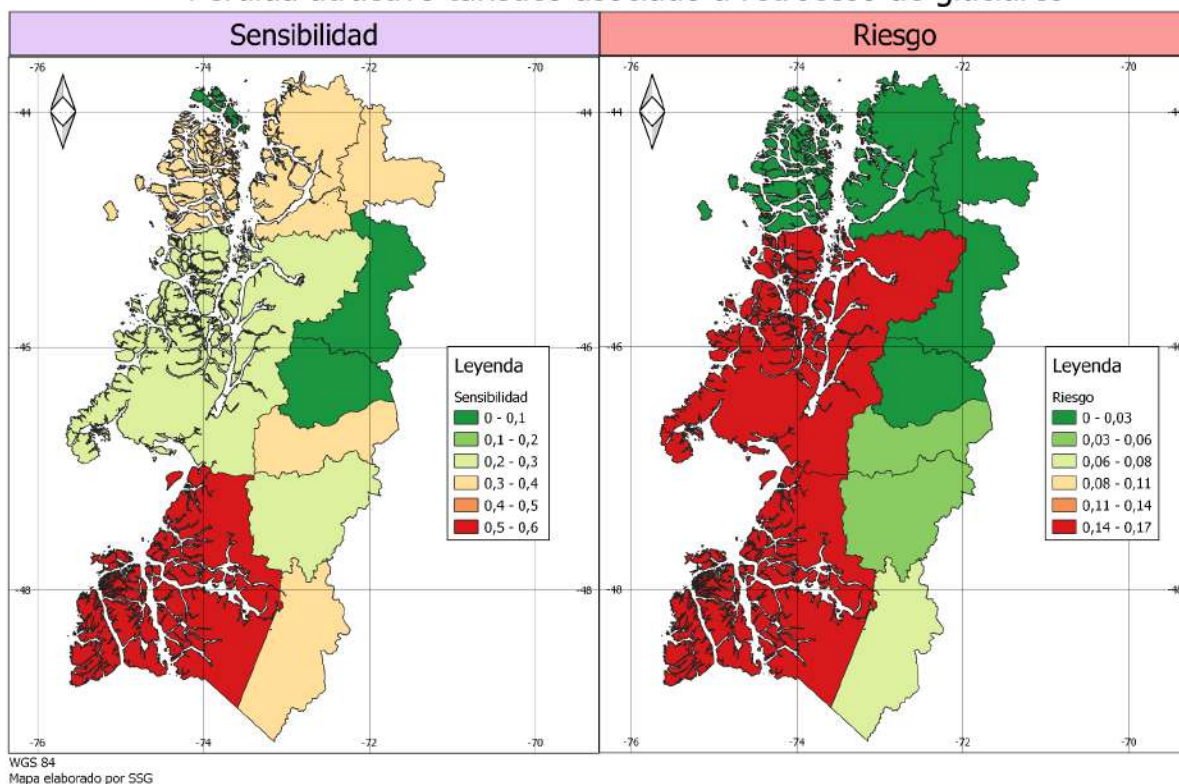 Sensibilidad
Riesgo
-76 -74 -72 -70
-76 -74 -72 -70
-44
-44
-44
-46
-46
Leyenda
Sensibilidad
0 - 0,1
0,1 - 0,2
0,2 - 0,3
0,3 - 0,4
0,4 - 0,5
0,5 - 0,6
Leyenda
Riesgo
0 - 0,03
0,03 - 0,06
0,06 - 0,08
0,08 - 0,11
0,11 - 0,14
0,14 - 0,17
-48
-48
-76 -74 -72 -70
-76 -74 -72 -70
WGS 84
Mapa elaborado por SSG